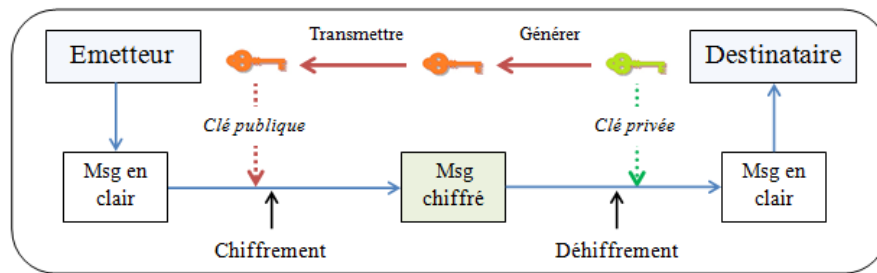 Emetteur
Transmettre
Générer
Destinataire
Clé publique
Clé privée
Msg en
clair
Msg
chiffré
Msg en
clair
Chiffrement
Déhiffrement